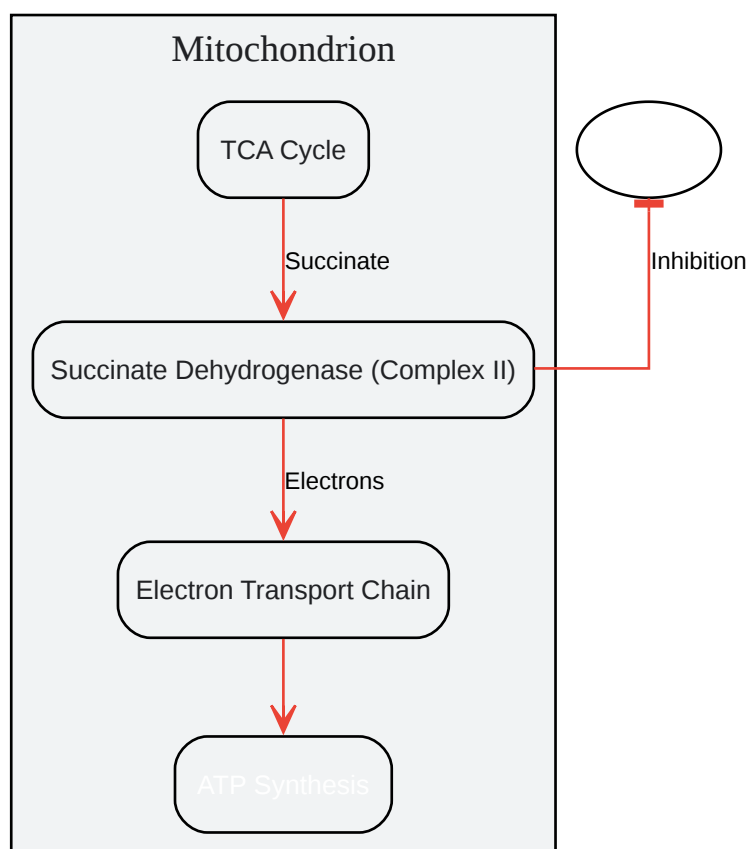 Mitochondrion
TCA Cycle
Succinate
Inhibition
Succinate Dehydrogenase (Complex II)
Electrons
Electron Transport Chain
ATP Synthesis